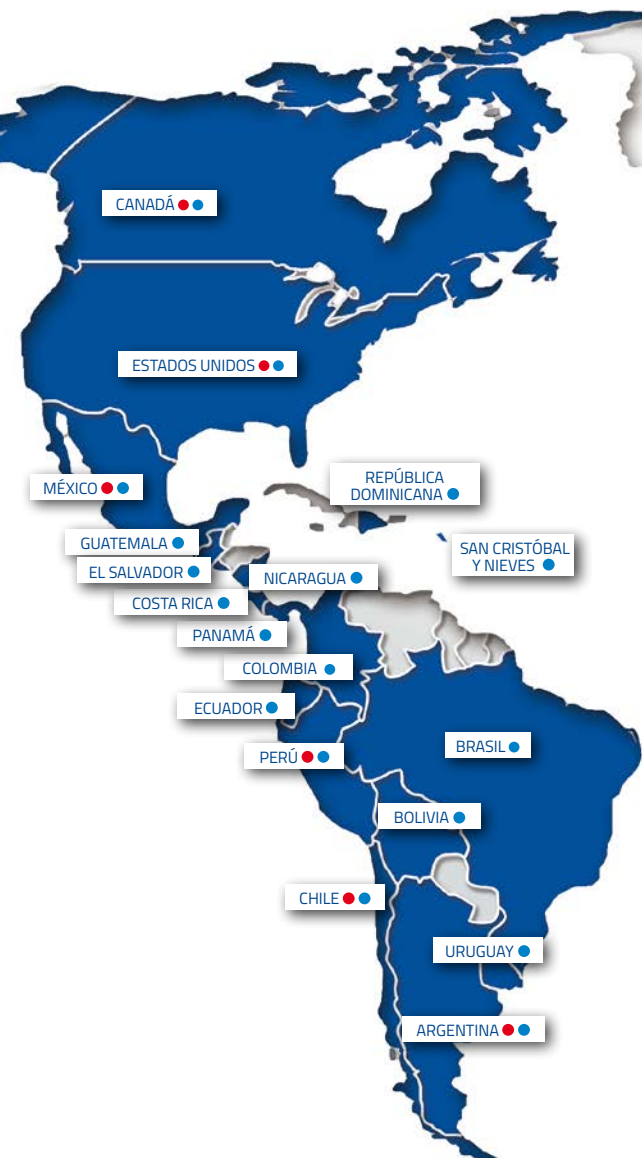 CANADÁ
ESTADOS UNIDOS
MÉXICO
REPÚBLICA
DOMINICANA
GUATEMALA
SAN CRISTÓBAL
Y NIEVES
EL SALVADOR
NICARAGUA
COSTA RICA
PANAMÁ
COLOMBIA
ECUADOR
BRASIL
PERÚ
BOLIVIA
CHILE
URUGUAY
ARGENTINA